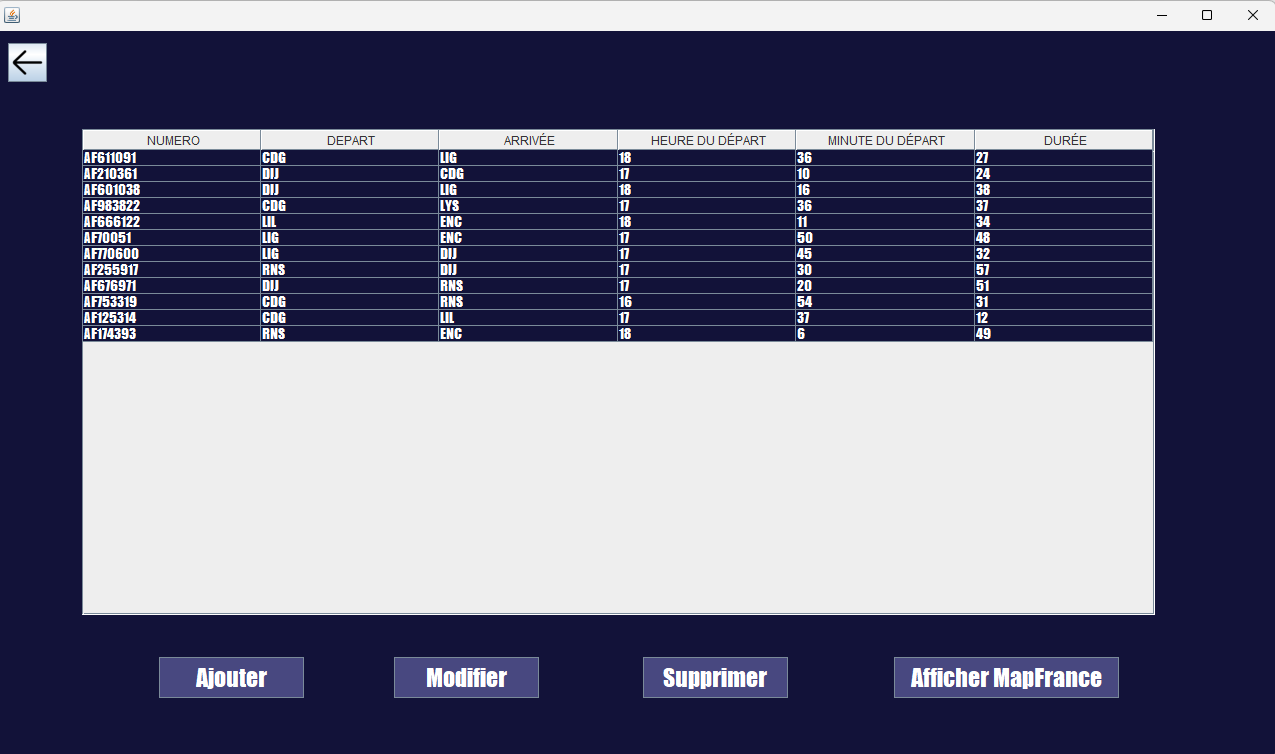 NUMERO DEPART ARRIVÉE HEURE DU DÉPART MINUTE DU DÉPART DURÉE
AF611091 CDG LIG 18 36 27
AF210361 DIJ CDG 17 10 24
AF601038 DIJ LIG 18 16 38
AF983822 CDG LYS 17 36 37
AF666122 LIL ENC 18 11 34
AF70051 LIG ENC 17 50 48
AF770600 LIG DIJ 17 45 32
AF255917 RNS DIJ 17 30 57
AF676971 DIJ RNS 17 20 51
AF753319 CDG RNS 16 54 31
AF125314 CDG LIL 17 37 12
AF174393 RNS ENC 18 6 49
Ajouter Modifier Supprimer Afficher MapFrance